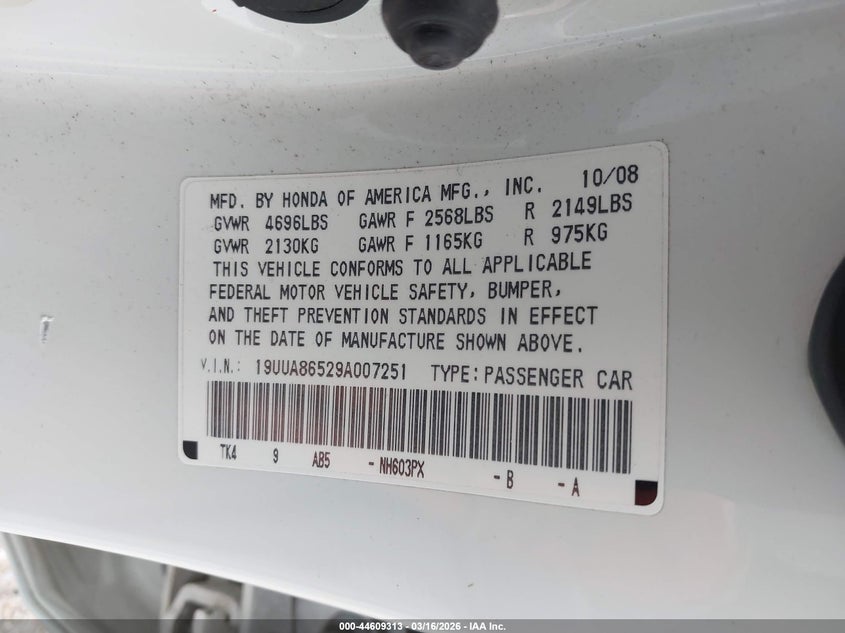 MFD. BY HONDA OF AMERICA MFG., INC. 10/08
GVWR 4696LBS GAWR F 2568LBS R 2149LBS
GVWR 2130KG GAWR F 1165KG R 975KG
THIS VEHICLE CONFORMS TO ALL APPLICABLE
FEDERAL MOTOR VEHICLE SAFETY, BUMPER,
AND THEFT PREVENTION STANDARDS IN EFFECT
ON THE DATE OF MANUFACTURE SHOWN ABOVE.
V.I.N.: 19UUA86529A007251 TYPE: PASSENGER CAR
TK4 9 AB5 - NH603PX - B - A
000-44609313 - 03/16/2026 - IAA Inc.